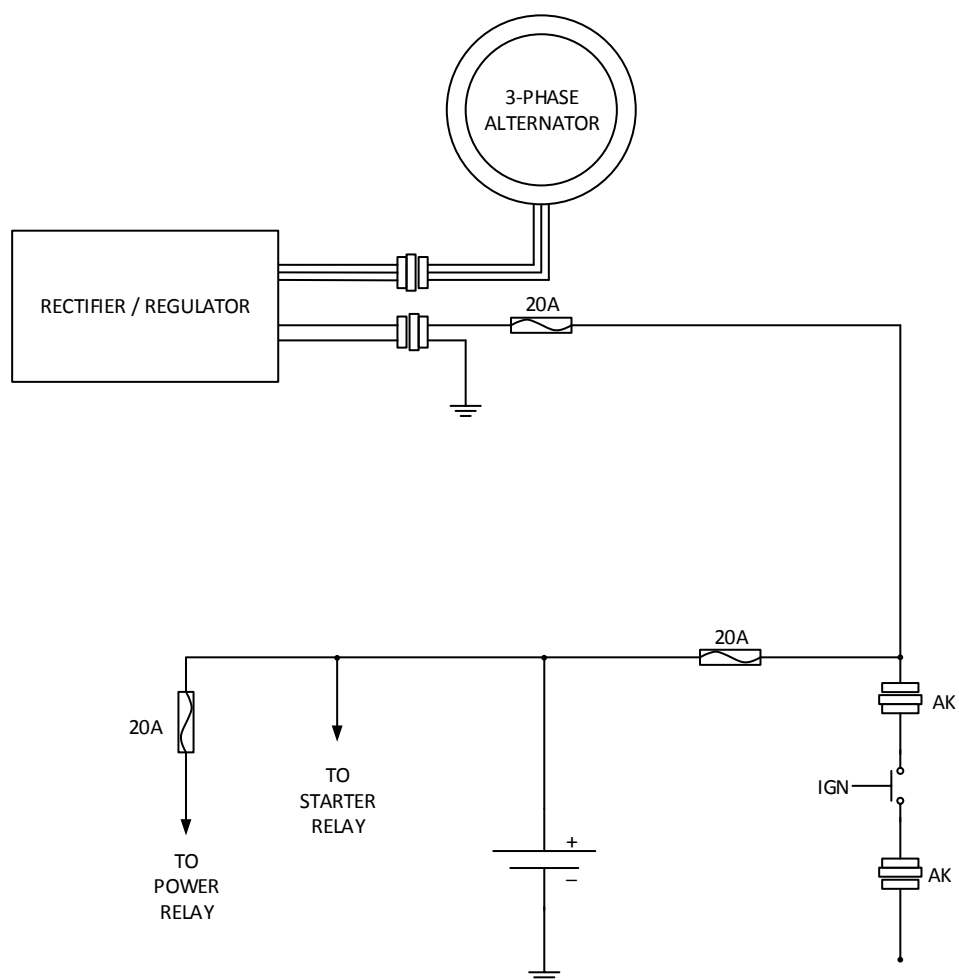 3-PHASE
ALTERNATOR
RECTIFIER / REGULATOR
20A
20A
20A
AK
TO
STARTER
RELAY
IGN
TO
POWER
RELAY
+
–
AK